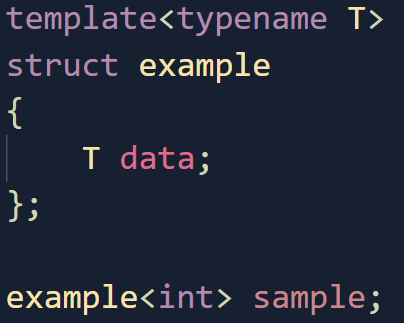 template<typename T>
struct example
{
    T data;
};

example<int> sample;